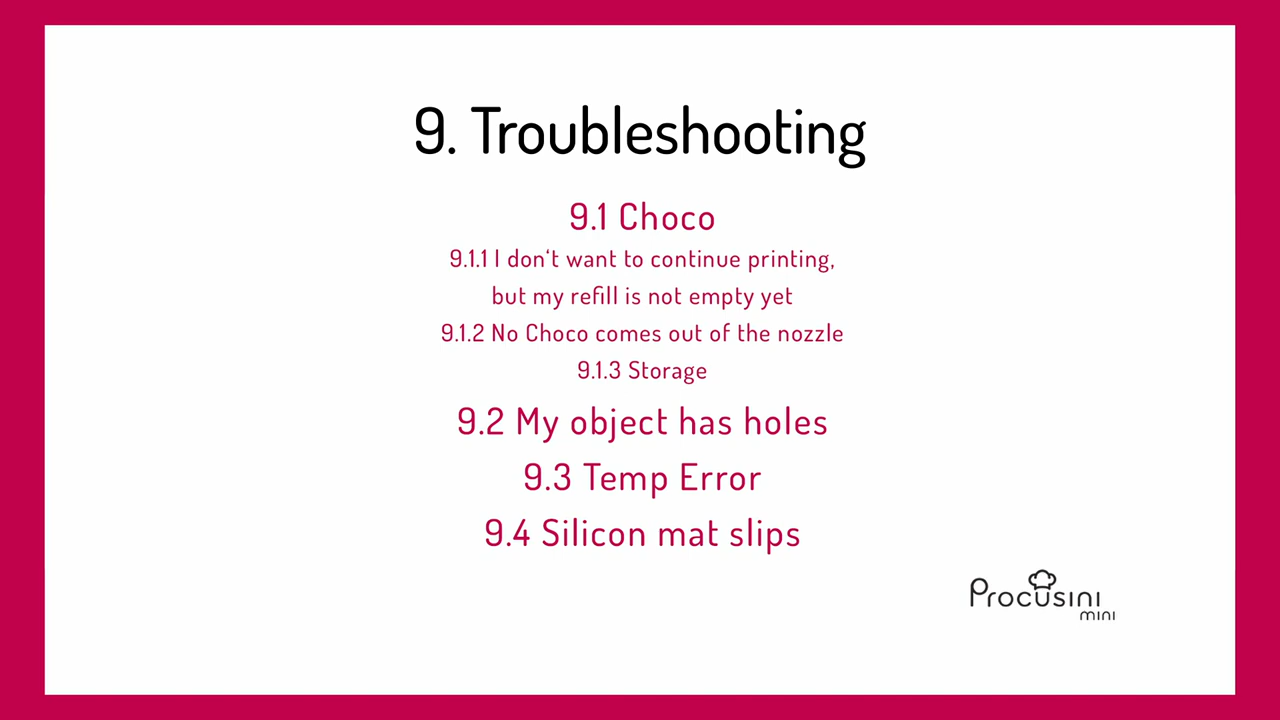 9. Troubleshooting
9.1 Choco
9.1.1 I don‘t want to continue printing,
but my refill is not empty yet
9.1.2 No Choco comes out of the nozzle
9.1.3 Storage
9.2 My object has holes
9.3 Temp Error
9.4 Silicon mat slips
Procusini
mini